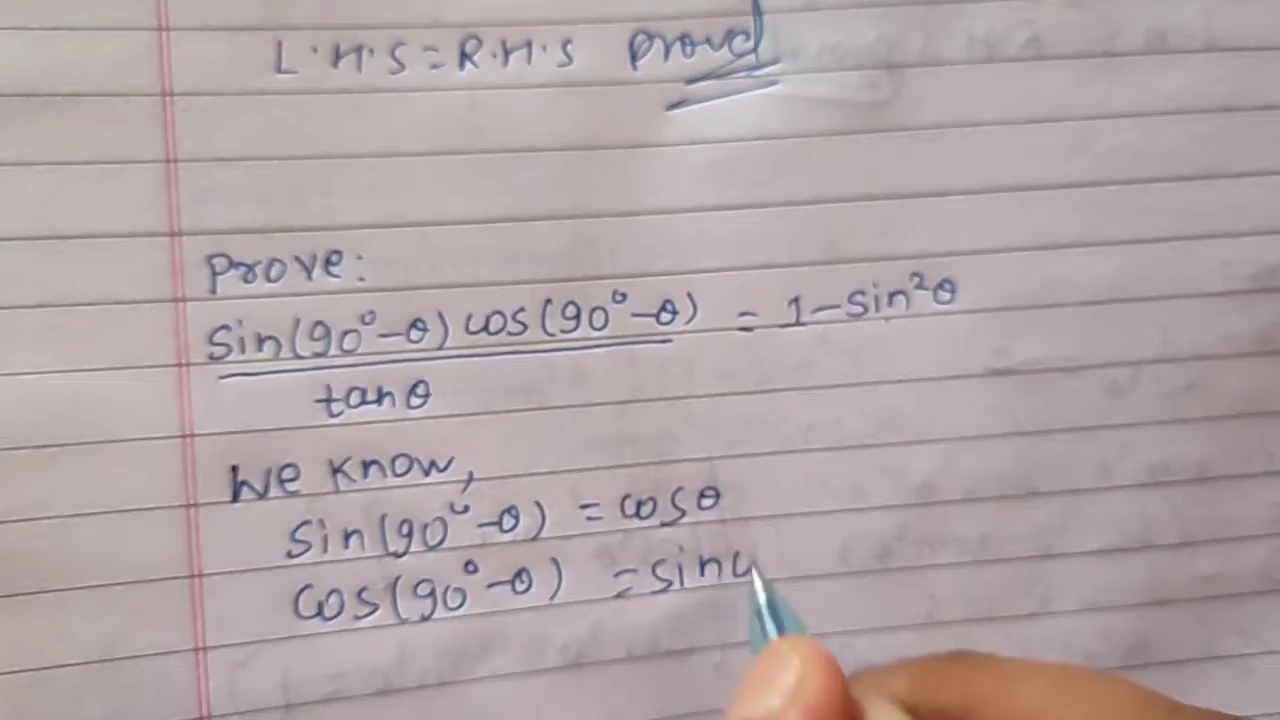 L.H.S = R.H.S proved
Prove:
sin(90°-θ) cos(90°-θ) = 1-sin²θ
tanθ
We know,
sin(90°-θ) = cosθ
cos(90°-θ) = sin